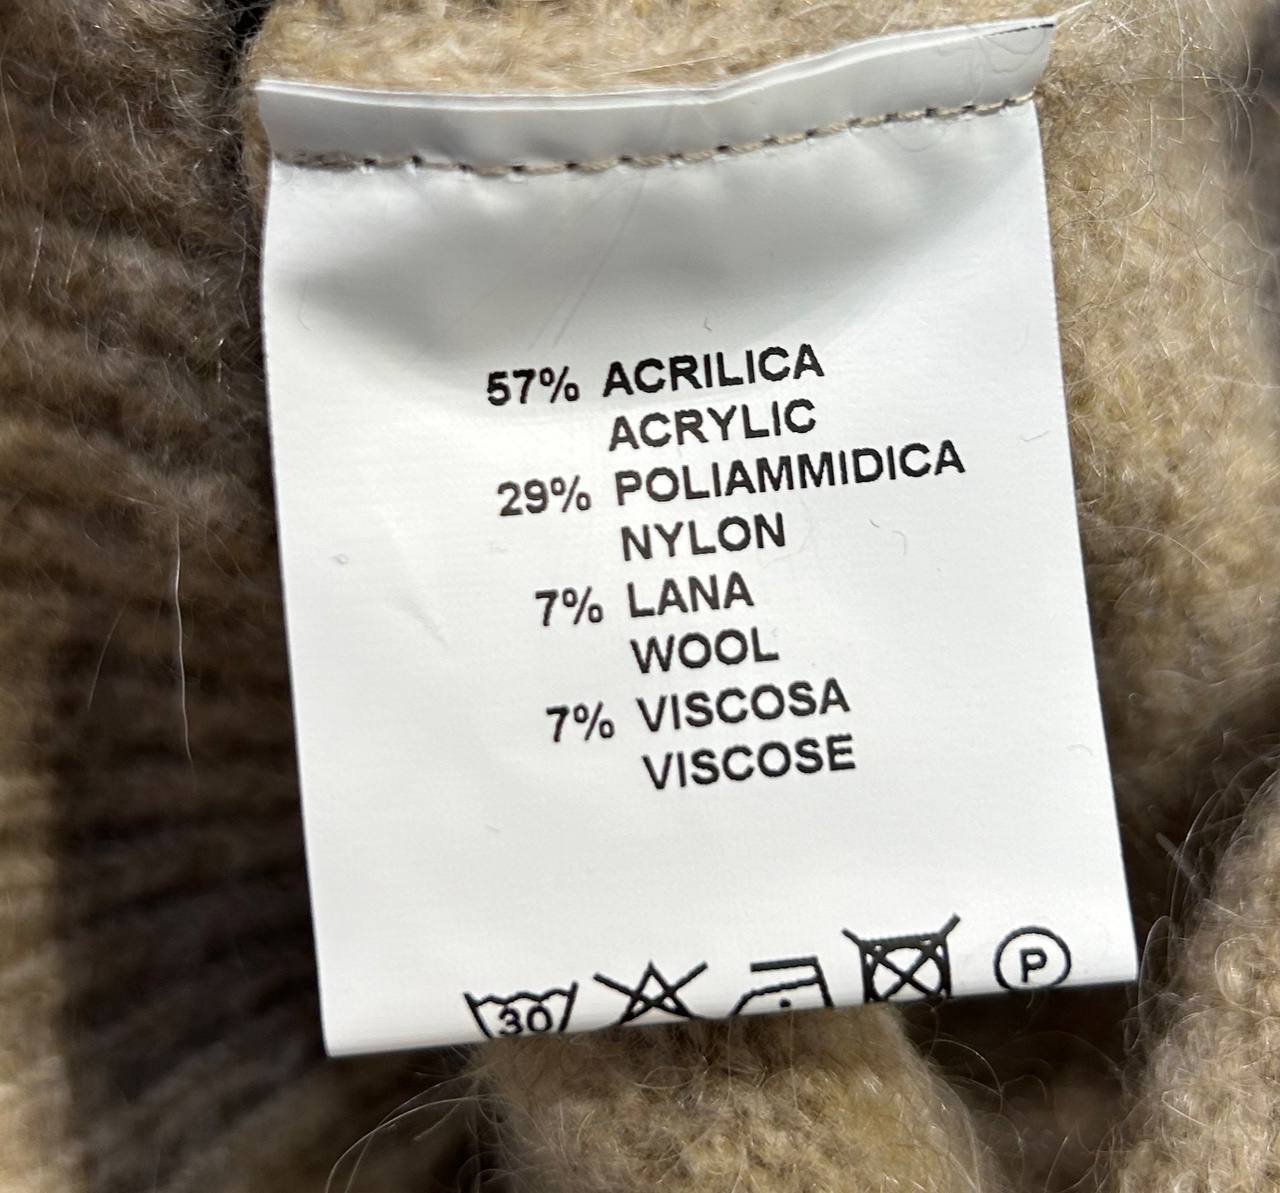 57% ACRILICA
ACRYLIC
29% POLIAMMIDICA
NYLON
7% LANA
WOOL
7% VISCOSA
VISCOSE
30 P